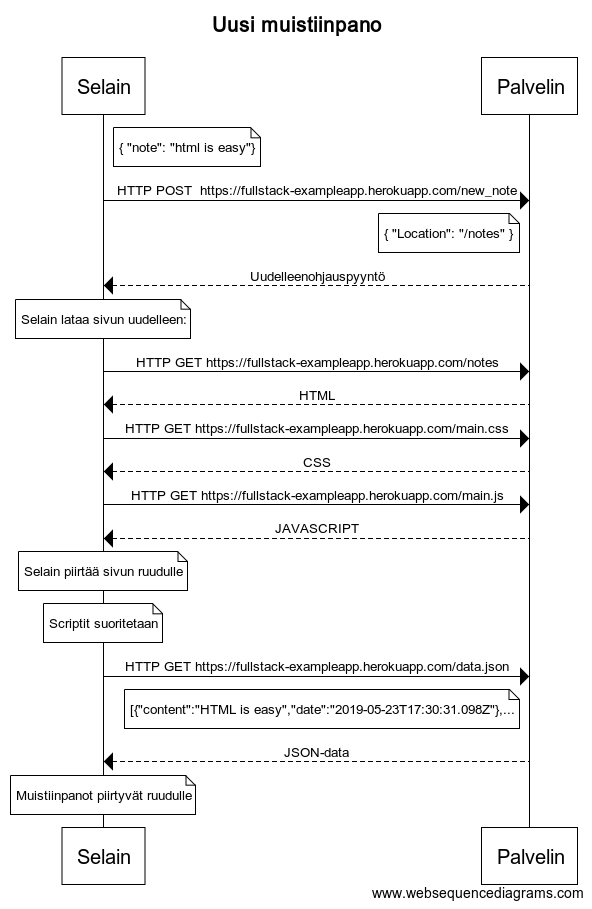 Uusi muistiinpano
Selain
Palvelin
{ "note": "html is easy"}
HTTP POST  https://fullstack-exampleapp.herokuapp.com/new_note
{ "Location": "/notes" }
Uudelleenohjauspyyntö
Selain lataa sivun uudelleen:
HTTP GET https://fullstack-exampleapp.herokuapp.com/notes
HTML
HTTP GET https://fullstack-exampleapp.herokuapp.com/main.css
CSS
HTTP GET https://fullstack-exampleapp.herokuapp.com/main.js
JAVASCRIPT
Selain piirtää sivun ruudulle
Scriptit suoritetaan
HTTP GET https://fullstack-exampleapp.herokuapp.com/data.json
[{"content":"HTML is easy","date":"2019-05-23T17:30:31.098Z"},...
JSON-data
Muistiinpanot piirtyvät ruudulle
Selain
Palvelin
www.websequencediagrams.com